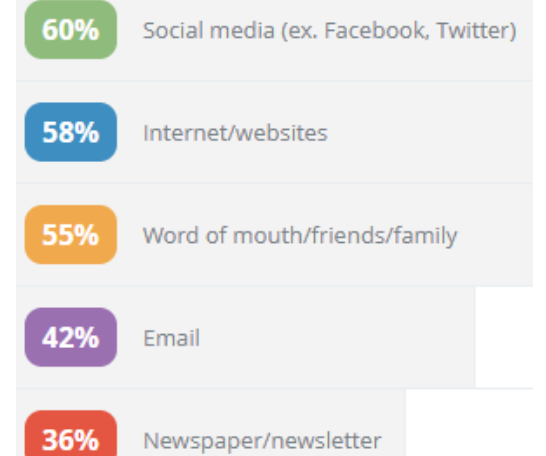 60% Social media (ex. Facebook, Twitter)
58% Internet/websites
55% Word of mouth/friends/family
42% Email
36% Newspaper/newsletter